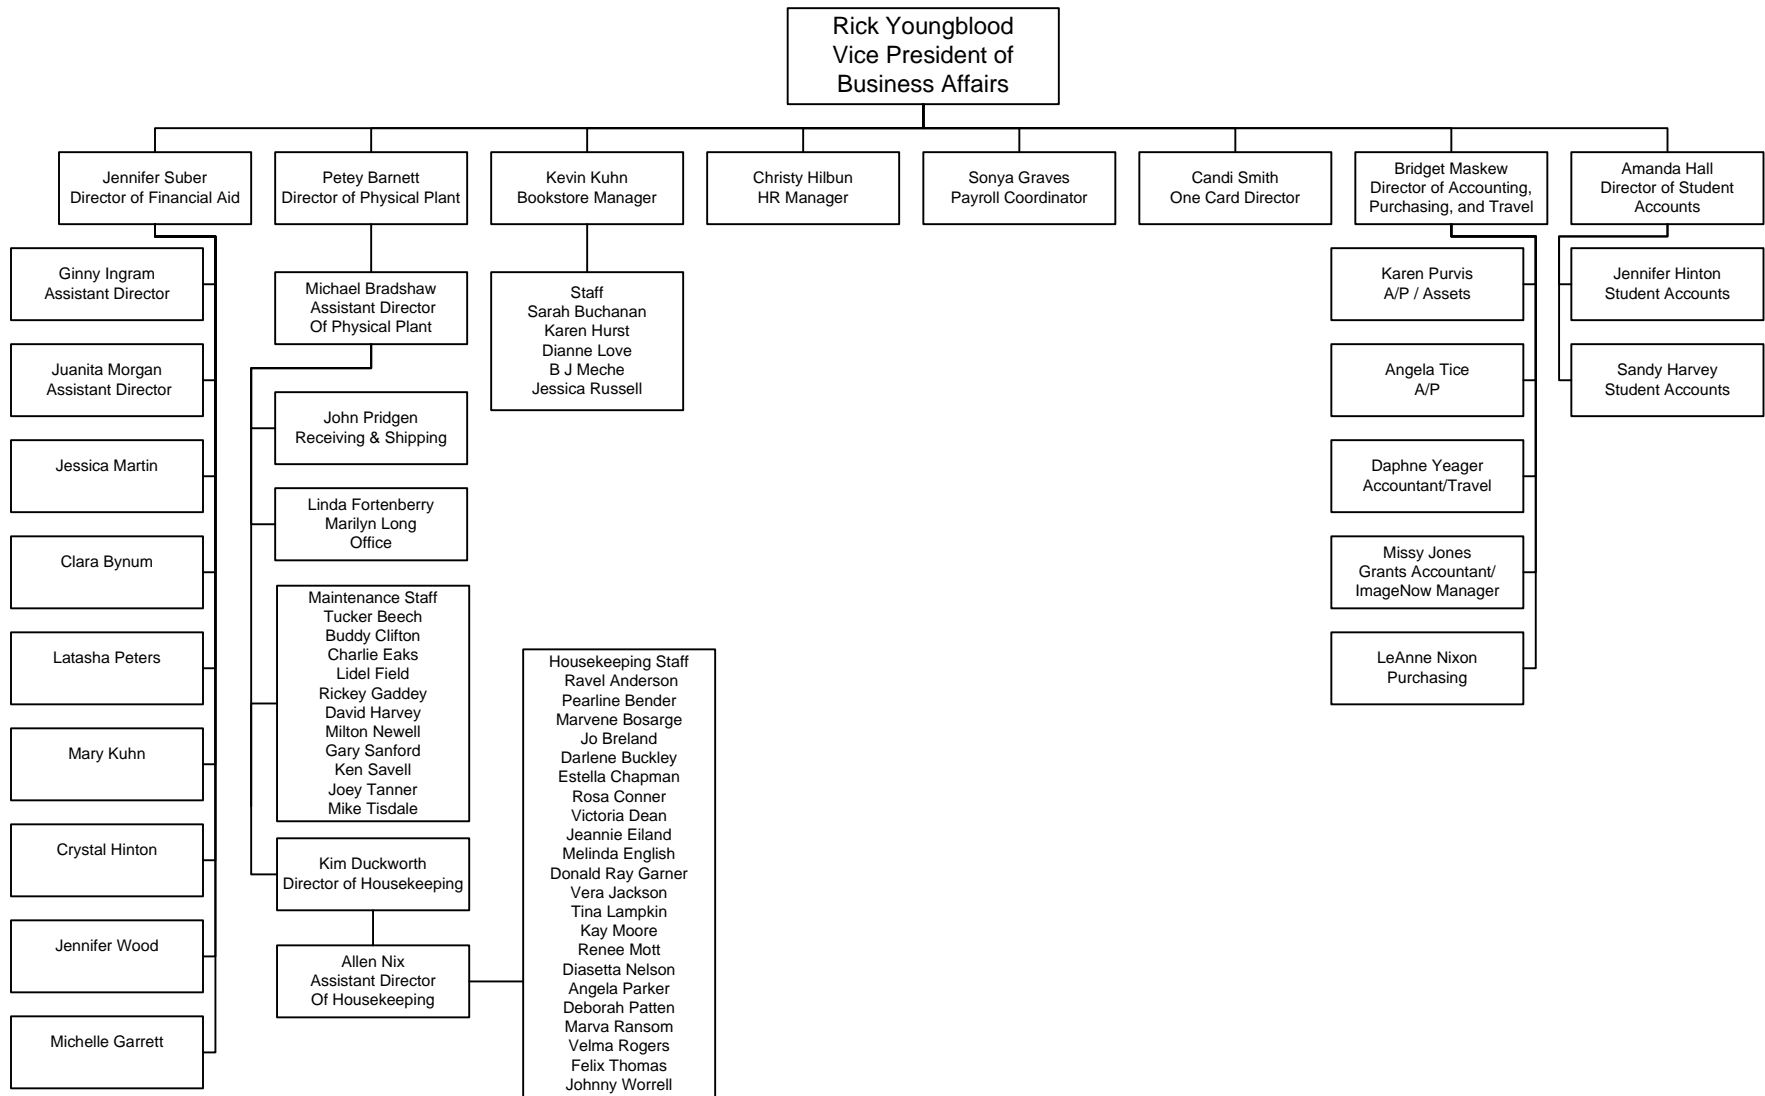 Rick Youngblood
Vice President of
Business Affairs
Jennifer Suber
Director of Financial Aid
Petey Barnett
Director of Physical Plant
Kevin Kuhn
Bookstore Manager
Christy Hilbun
HR Manager
Sonya Graves
Payroll Coordinator
Candi Smith
One Card Director
Bridget Maskew
Director of Accounting,
Purchasing, and Travel
Amanda Hall
Director of Student
Accounts
Ginny Ingram
Assistant Director
Juanita Morgan
Assistant Director
Jessica Martin
Clara Bynum
Latasha Peters
Mary Kuhn
Crystal Hinton
Jennifer Wood
Michelle Garrett
Michael Bradshaw
Assistant Director
Of Physical Plant
John Pridgen
Receiving & Shipping
Linda Fortenberry
Marilyn Long
Office
Maintenance Staff
Tucker Beech
Buddy Clifton
Charlie Eaks
Lidel Field
Rickey Gaddey
David Harvey
Milton Newell
Gary Sanford
Ken Savell
Joey Tanner
Mike Tisdale
Kim Duckworth
Director of Housekeeping
Allen Nix
Assistant Director
Of Housekeeping
Housekeeping Staff
Ravel Anderson
Pearline Bender
Marvene Bosarge
Jo Breland
Darlene Buckley
Estella Chapman
Rosa Conner
Victoria Dean
Jeannie Eiland
Melinda English
Donald Ray Garner
Vera Jackson
Tina Lampkin
Kay Moore
Renee Mott
Diasetta Nelson
Angela Parker
Deborah Patten
Marva Ransom
Velma Rogers
Felix Thomas
Johnny Worrell
Staff
Sarah Buchanan
Karen Hurst
Dianne Love
B J Meche
Jessica Russell
Karen Purvis
A/P / Assets
Angela Tice
A/P
Daphne Yeager
Accountant/Travel
Missy Jones
Grants Accountant/
ImageNow Manager
LeAnne Nixon
Purchasing
Jennifer Hinton
Student Accounts
Sandy Harvey
Student Accounts